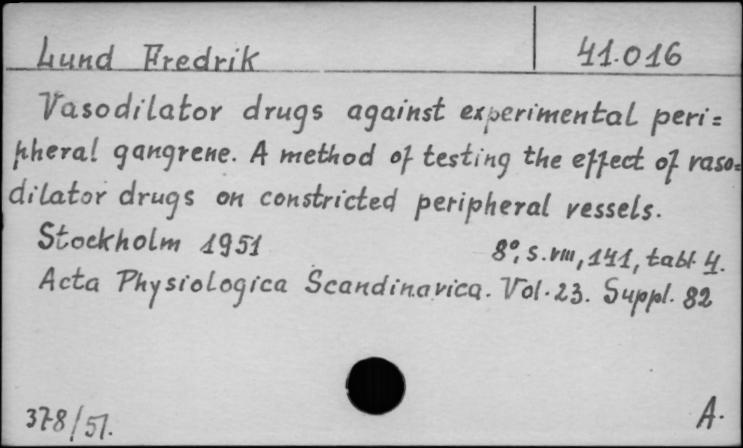 Lund Fredrik 41.016
Vasodilator drugs against experimental peri=
pheral gangrene. A method of testing the effect of vaso=
dilator drugs on constricted peripheral vessels.
Stockholm 1951 8°, s. VIII, 141, tabl. 4.
Acta Physiologica Scandinavica. Vol. 23. Suppl. 82
378/51. A.